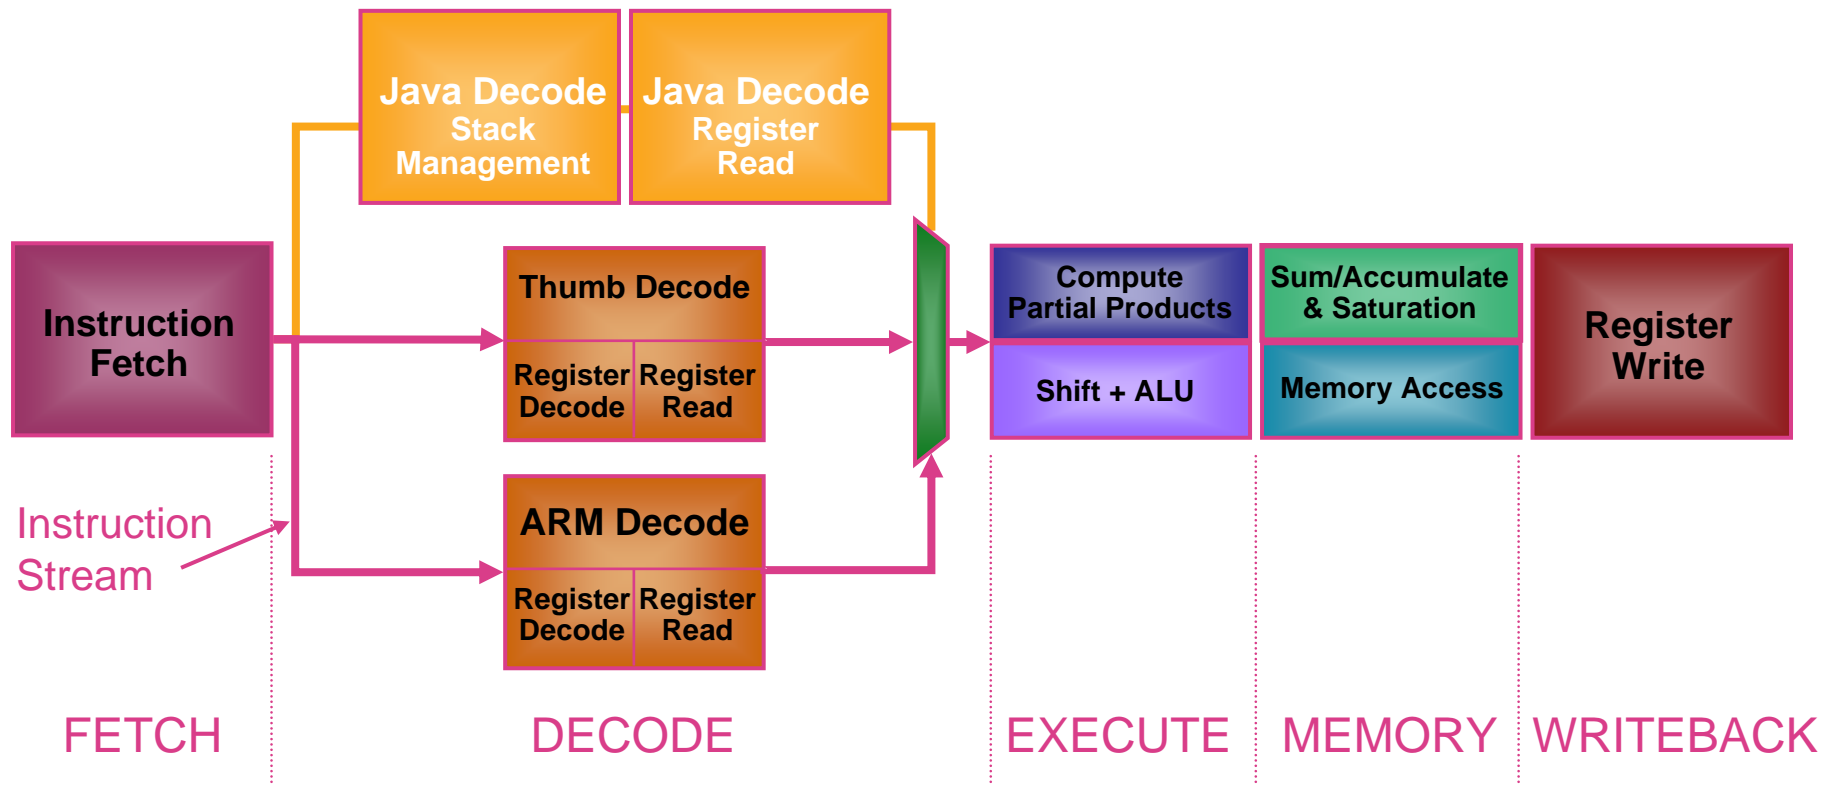 Java Decode
Stack
Management
Java Decode
Register
Read
Instruction
Fetch
Thumb Decode
Register
Decode
Register
Read
ARM Decode
Register
Decode
Register
Read
Compute
Partial Products
Shift + ALU
Sum/Accumulate
& Saturation
Memory Access
Register
Write
Instruction
Stream
FETCH
DECODE
EXECUTE
MEMORY
WRITEBACK